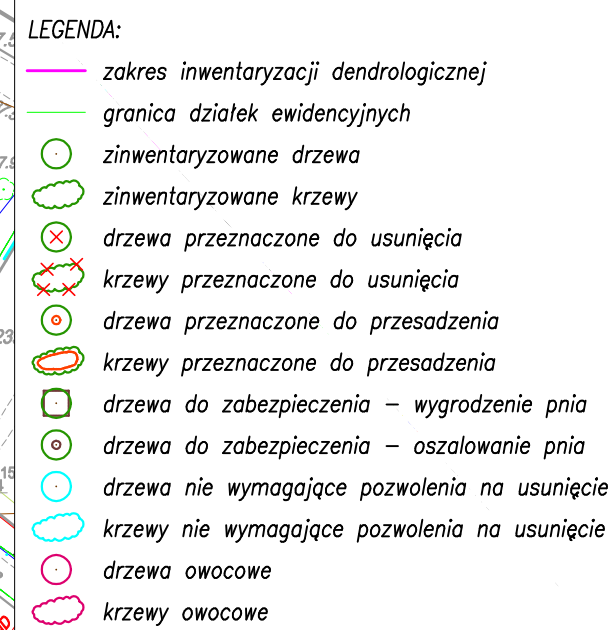 LEGENDA:
zakres inwentaryzacji dendrologicznej
granica działek ewidencyjnych
zinwentaryzowane drzewa
zinwentaryzowane krzewy
drzewa przeznaczone do usunięcia
krzewy przeznaczone do usunięcia
drzewa przeznaczone do przesadzenia
krzewy przeznaczone do przesadzenia
drzewa do zabezpieczenia – wygrodzenie pnia
drzewa do zabezpieczenia – oszalowanie pnia
drzewa nie wymagające pozwolenia na usunięcie
krzewy nie wymagające pozwolenia na usunięcie
drzewa owocowe
krzewy owocowe